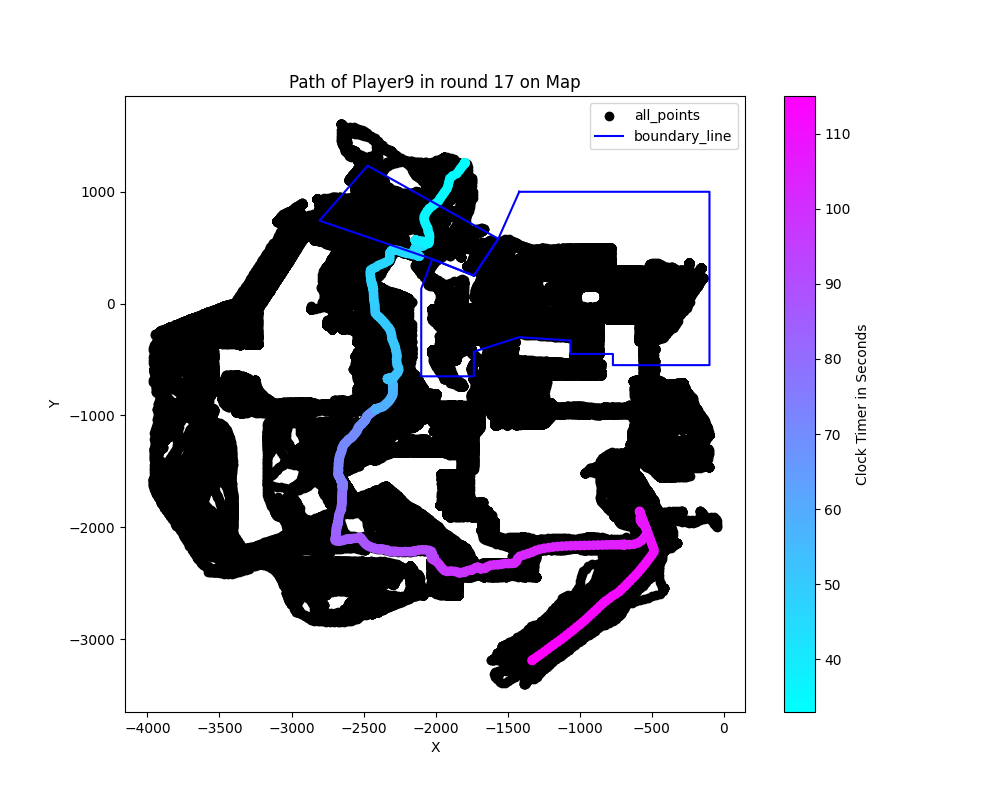 Path of Player9 in round 17 on Map
all_points
boundary_line
1000
0
−1000
−2000
−3000
Y
−4000 −3500 −3000 −2500 −2000 −1500 −1000 −500 0
X
110
100
90
80
70
60
50
40
Clock Timer in Seconds